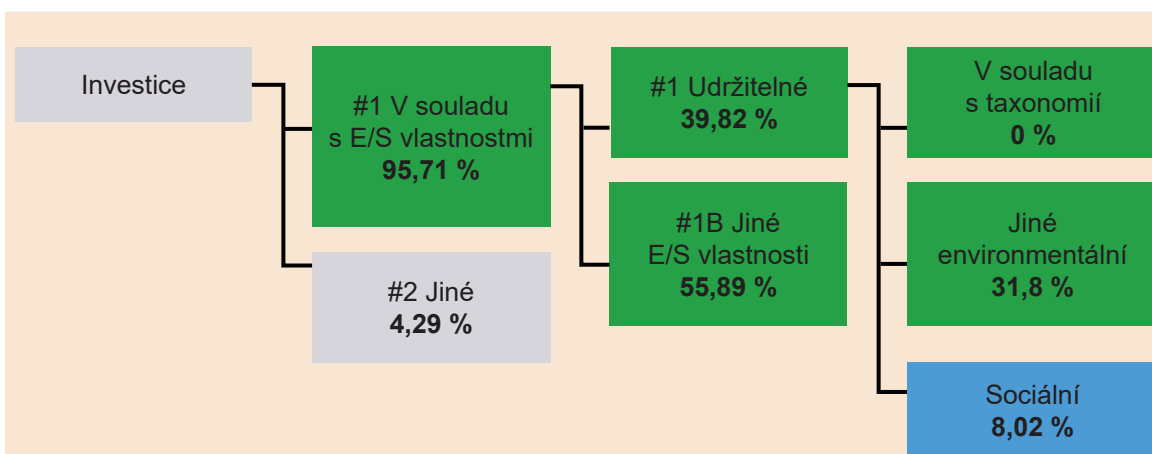 Investice
#1 V souladu
s E/S vlastnostmi
95,71 %
#2 Jiné
4,29 %
#1 Udržitelné
39,82 %
#1B Jiné
E/S vlastnosti
55,89 %
V souladu
s taxonomií
0 %
Jiné
environmentální
31,8 %
Sociální
8,02 %